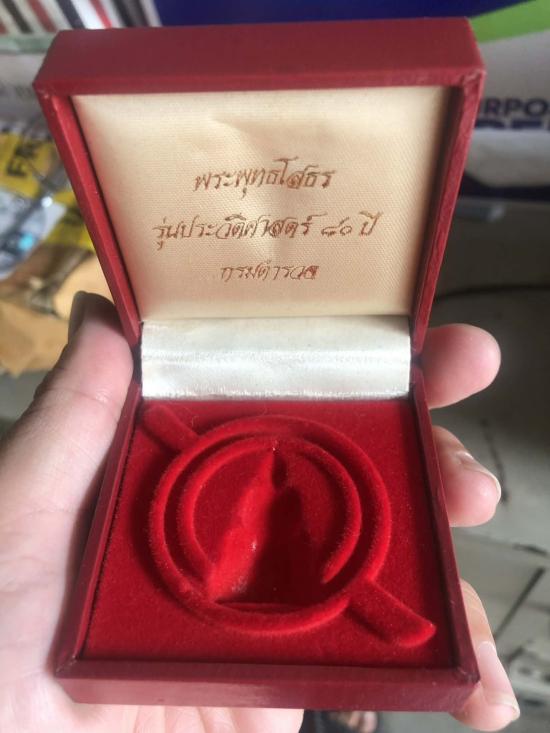 พระพุทธโสธร
รุ่นประวัติศาสตร์ ๘๐ ปี
กรมตำรวจ